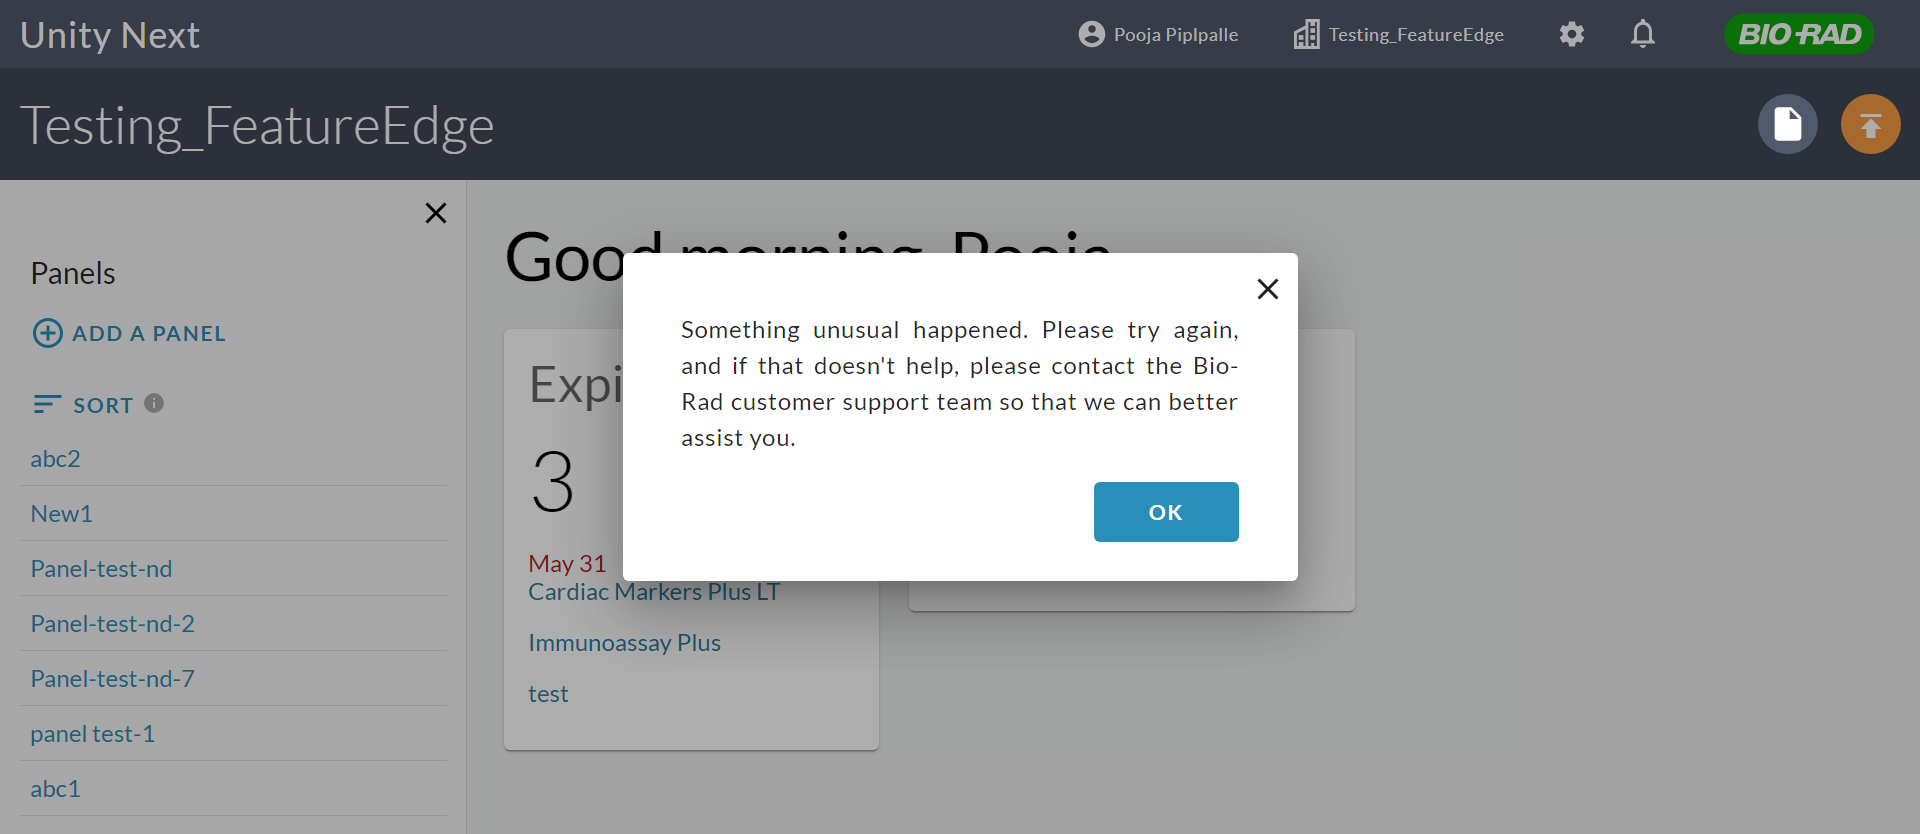 Unity Next
Pooja Piplpalle
Testing_FeatureEdge
BIO-RAD
Testing_FeatureEdge
Panels
ADD A PANEL
SORT
abc2
New1
Panel-test-nd
Panel-test-nd-2
Panel-test-nd-7
panel test-1
abc1
Good morning, Pooja
Expi
3
May 31
Cardiac Markers Plus LT
Immunoassay Plus
test
Something unusual happened. Please try again,
and if that doesn't help, please contact the Bio-
Rad customer support team so that we can better
assist you.
OK